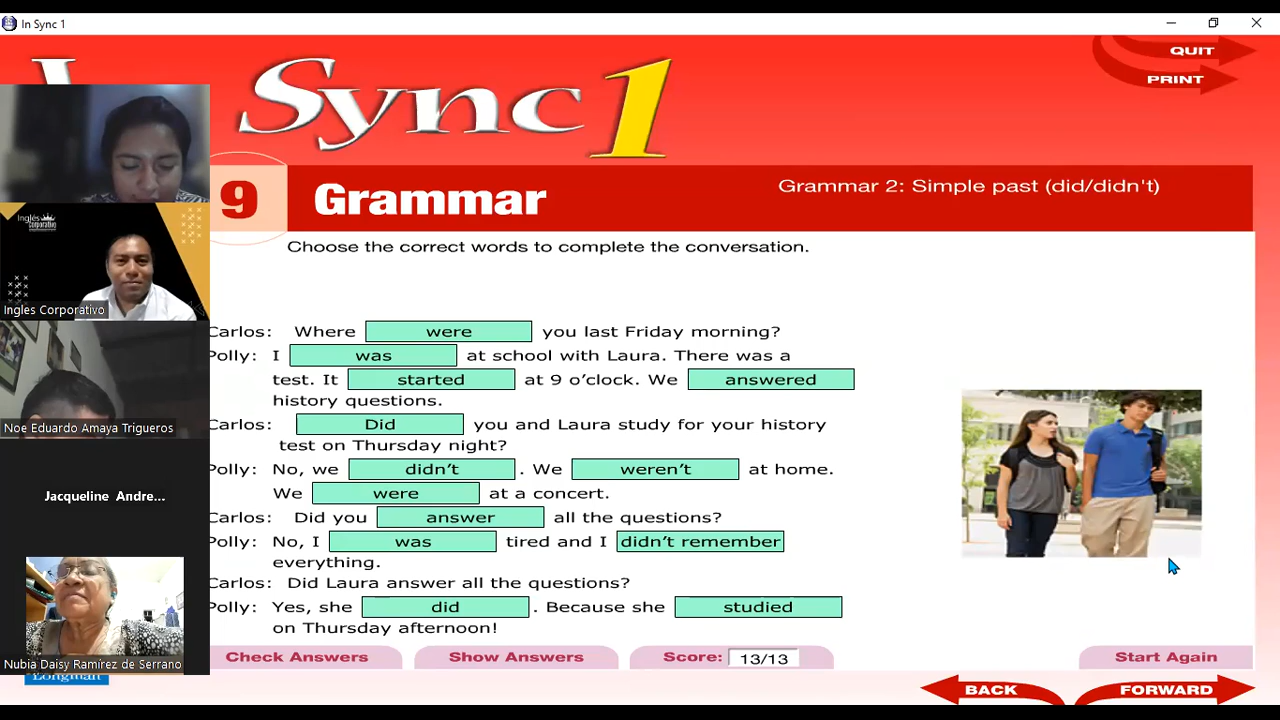 In Sync 1
QUIT
PRINT
Sync 1
9 Grammar
Grammar 2: Simple past (did/didn't)
Choose the correct words to complete the conversation.
Inglés
corporativo
Ingles Corporativo
Noe Eduardo Amaya Trigueros
Jacqueline Andre...
Nubia Daisy Ramírez de Serrano
Carlos: Where were you last Friday morning?
Polly: I was at school with Laura. There was a
test. It started at 9 o'clock. We answered
history questions.
Carlos: Did you and Laura study for your history
test on Thursday night?
Polly: No, we didn't . We weren't at home.
We were at a concert.
Carlos: Did you answer all the questions?
Polly: No, I was tired and I didn't remember
everything.
Carlos: Did Laura answer all the questions?
Polly: Yes, she did . Because she studied
on Thursday afternoon!
Check Answers Show Answers Score: 13/13 Start Again
Longman
BACK FORWARD